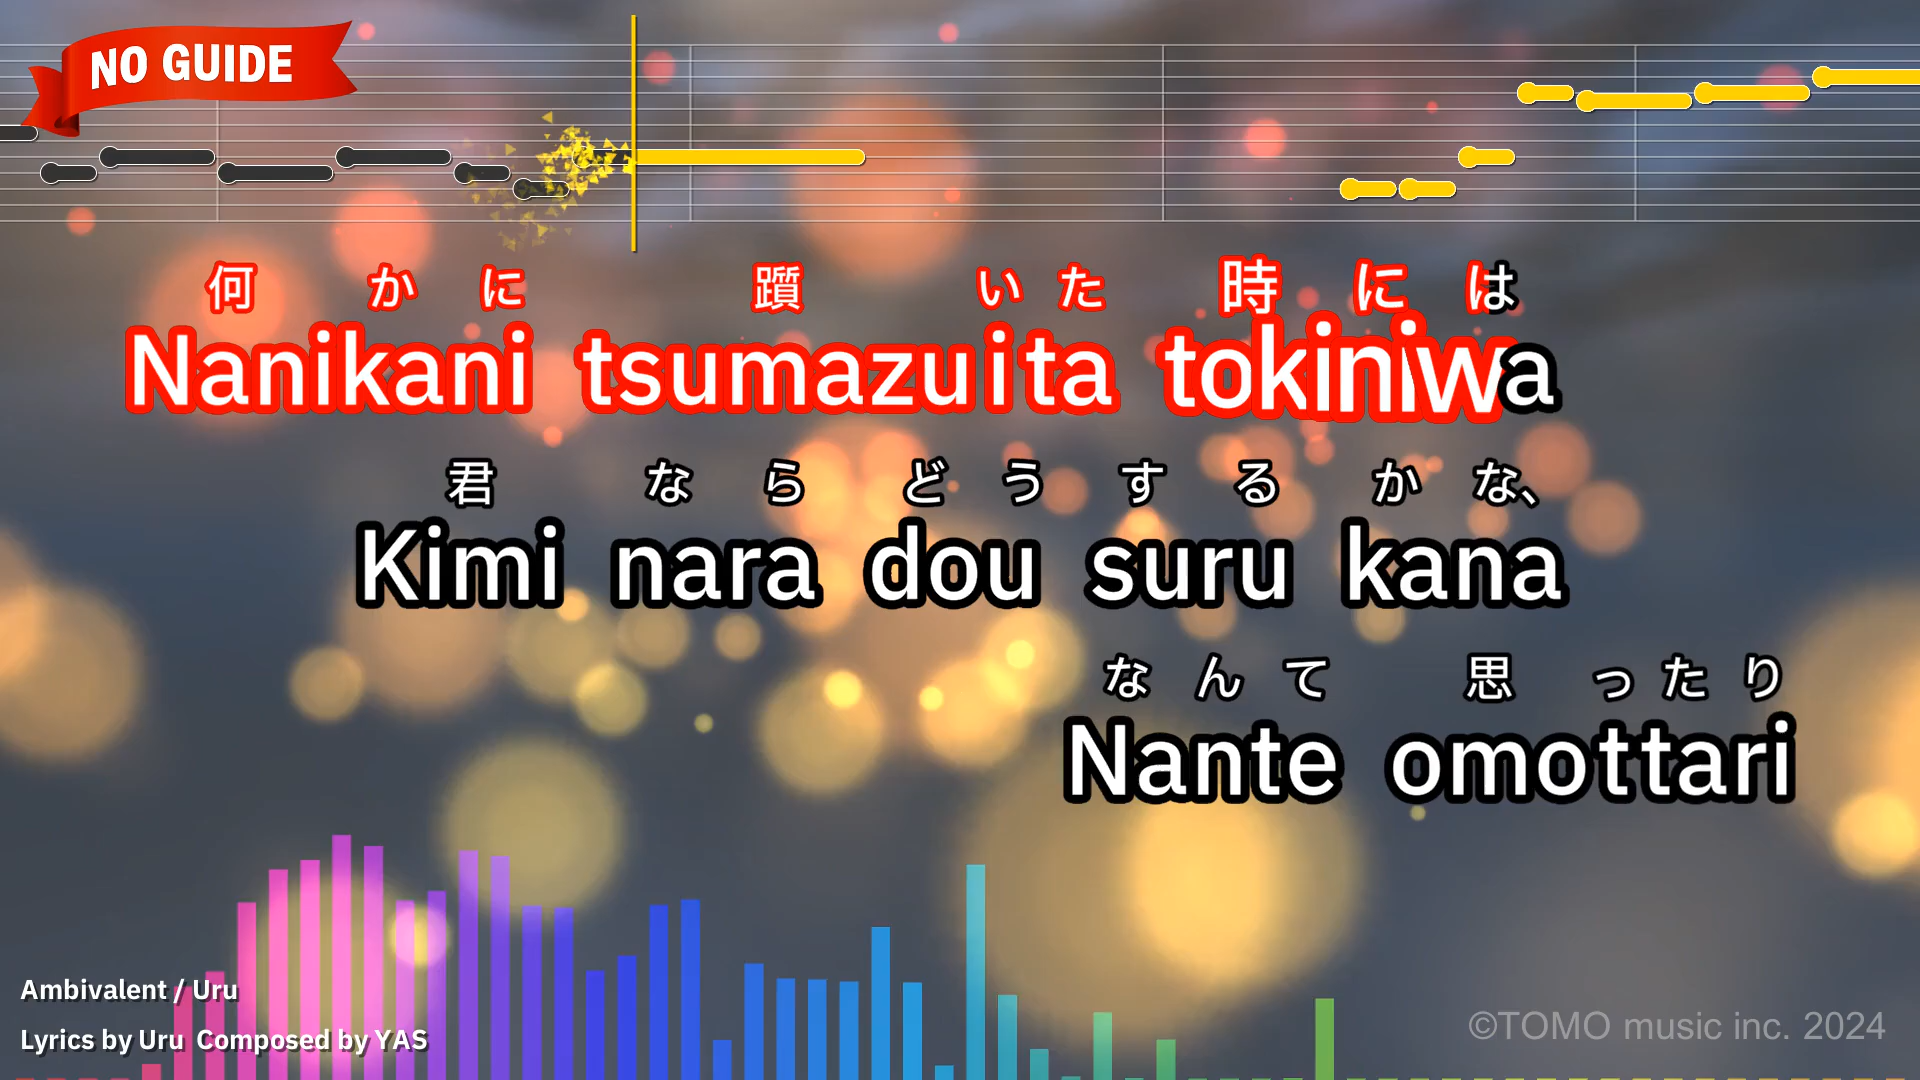 NO GUIDE
何かに躓いた時には
Nanikani tsumazuita tokiniwa
君ならどうするかな、
Kimi nara dou suru kana
なんて思ったり
Nante omottari
Ambivalent / Uru
Lyrics by Uru Composed by YAS
©TOMO music inc. 2024